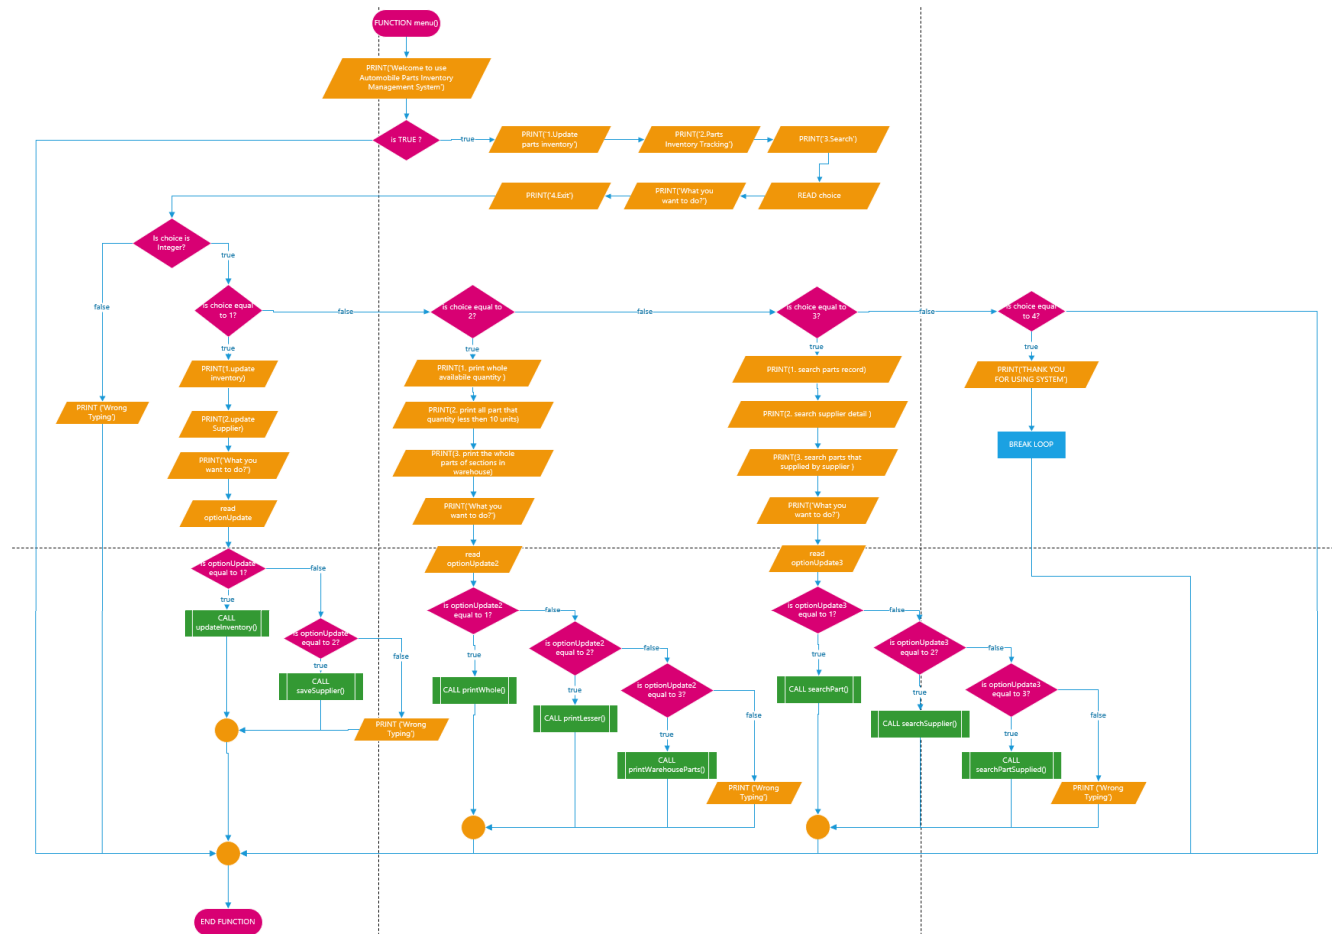 FUNCTION menu()
PRINT('Welcome to use
Automobile Parts Inventory
Management System')
is TRUE ?
true
PRINT('1.Update
parts inventory')
PRINT('2.Parts
Inventory Tracking')
PRINT('3.Search')
PRINT('4.Exit')
PRINT('What you
want to do?')
READ choice
Is choice is
Integer?
true
false
is choice equal
to 1?
false
is choice equal to
2?
false
is choice equal to
3?
false
is choice equal
to 4?
true
true
true
true
PRINT(1.update
inventory)
PRINT(1. print whole
availabile quantity )
PRINT(1. search parts record)
PRINT('THANK YOU
FOR USING SYSTEM')
PRINT ('Wrong
Typing')
PRINT(2.update
Supplier)
PRINT(2. print all part that
quantity less then 10 units)
PRINT(2. search supplier detail )
BREAK LOOP
PRINT('What you
want to do?')
PRINT(3. print the whole
parts of sections in
warehouse)
PRINT(3. search parts that
supplied by supplier )
read
optionUpdate
PRINT('What you
want to do?')
PRINT('What you
want to do?')
read
optionUpdate2
read
optionUpdate3
is optionUpdate
equal to 1?
false
true
CALL
updateInventory()
is optionUpdate
equal to 2?
false
true
CALL
saveSupplier()
PRINT ('Wrong
Typing')
is optionUpdate2
equal to 1?
false
true
CALL printWhole()
is optionUpdate2
equal to 2?
false
true
CALL printLesser()
is optionUpdate2
equal to 3?
false
true
CALL
printWarehouseParts()
PRINT ('Wrong
Typing')
is optionUpdate3
equal to 1?
false
true
CALL searchPart()
is optionUpdate3
equal to 2?
false
true
CALL searchSupplier()
is optionUpdate3
equal to 3?
false
true
CALL
searchPartSupplied()
PRINT ('Wrong
Typing')
END FUNCTION